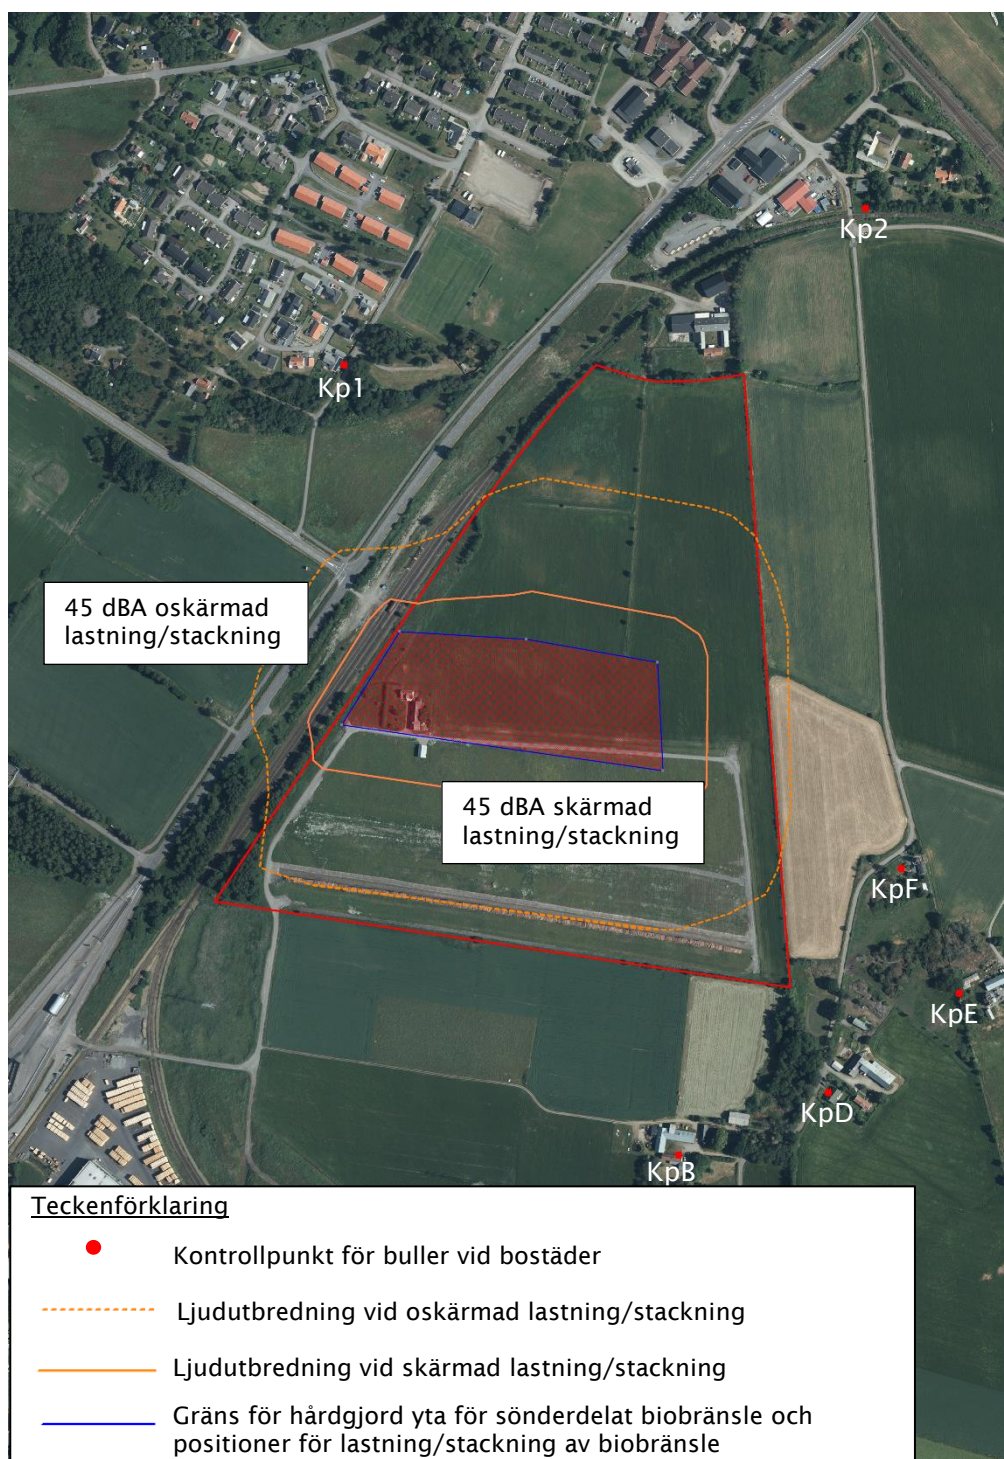 Kp2
Kp1
45 dBA oskärmad
lastning/stackning
45 dBA skärmad
lastning/stackning
KpF
KpE
KpD
KpB
Teckenförklaring
Kontrollpunkt för buller vid bostäder
Ljudutbredning vid oskärmad lastning/stackning
Ljudutbredning vid skärmad lastning/stackning
Gräns för hårdgjord yta för sönderdelat biobränsle och
positioner för lastning/stackning av biobränsle